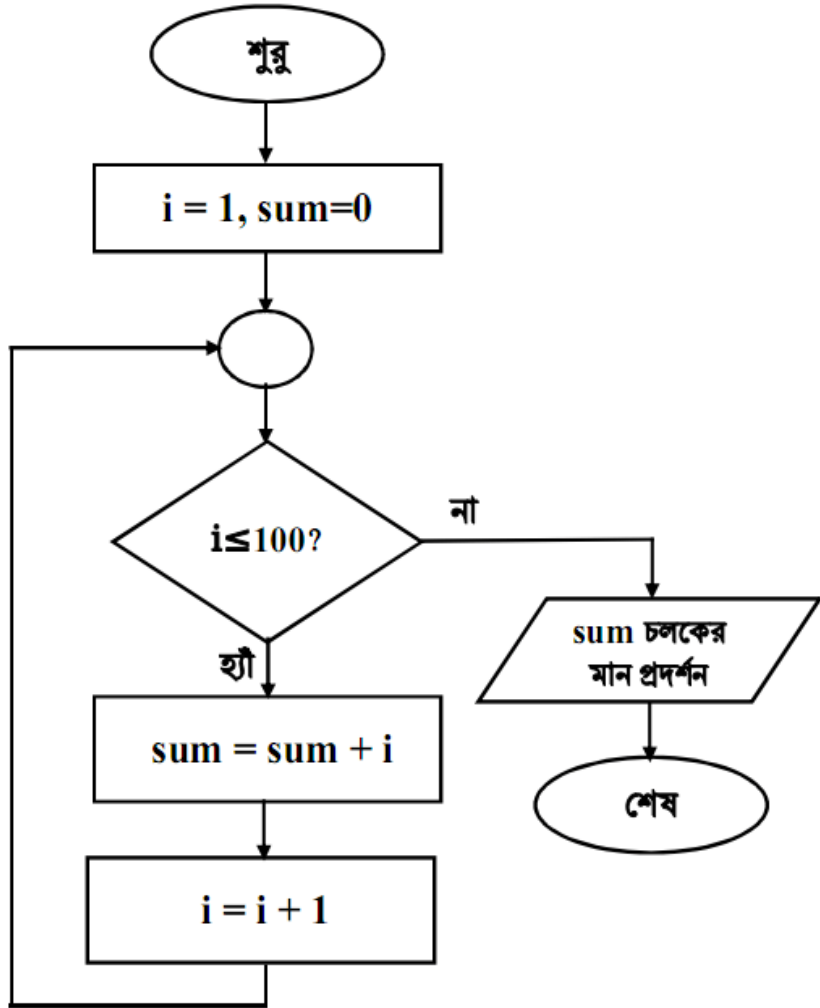 শুরু
i = 1, sum=0
i≤100?
না
হ্যাঁ
sum চলকের
মান প্রদর্শন
sum = sum + i
শেষ
i = i + 1